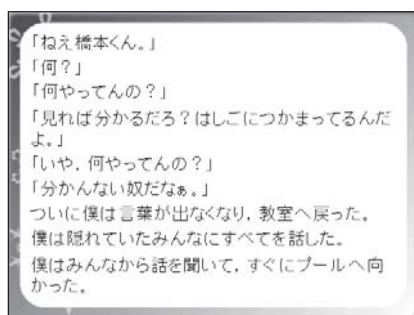 「ねえ橋本くん。」
「何？」
「何やってんの？」
「見れば分かるだろ？はしごにつかまってるんだ
よ。」
「いや，何やってんの？」
「分かんない奴だなぁ。」
ついに僕は言葉が出なくなり，教室へ戻った。
僕は隠れていたみんなにすべてを話した。
僕はみんなから話を聞いて，すぐにプールへ向
かった。